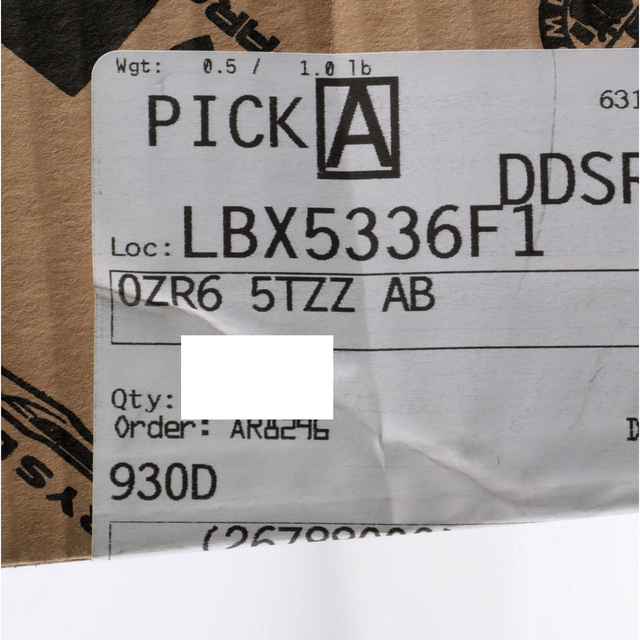 Wgt: 0.5 / 1.0 lb
PICK A
631
DDSR
Loc: LBX5336F1
0ZR6 5TZZ AB
Qty:
Order: AR8246
930D